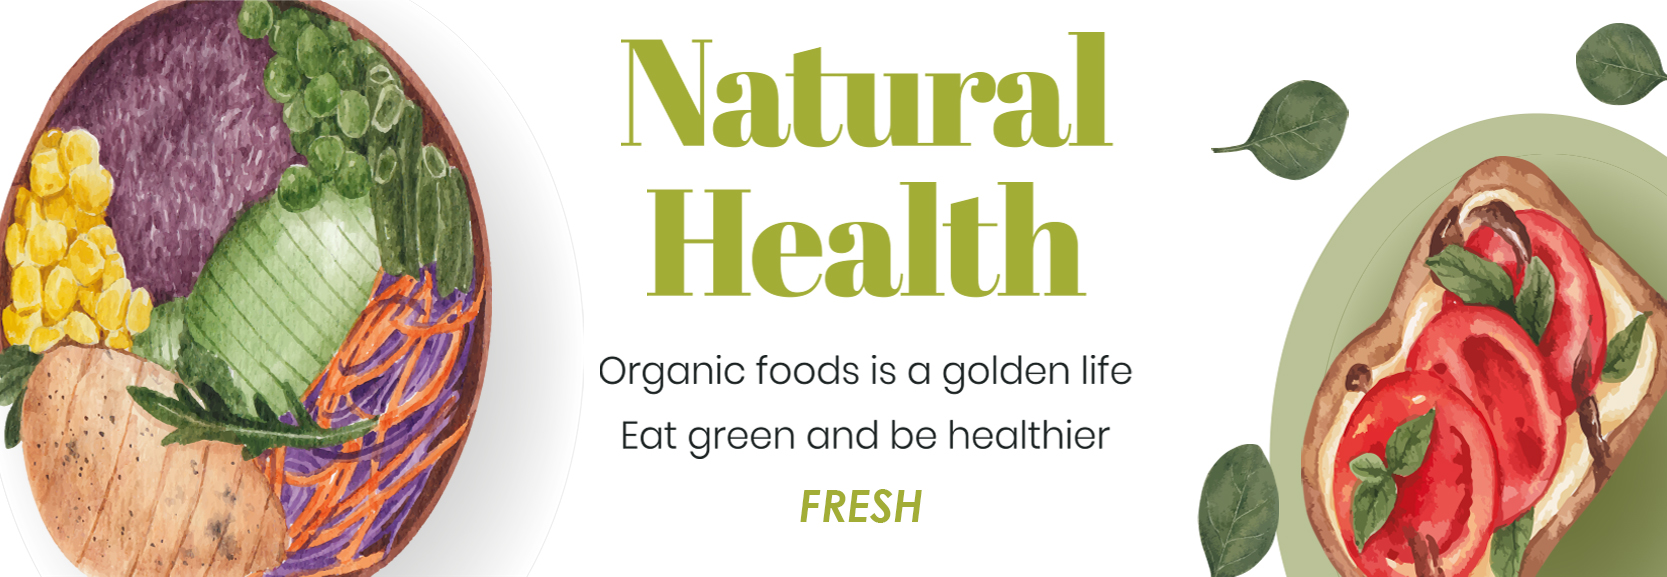 Natural
Health
Organic foods is a golden life
Eat green and be healthier
FRESH